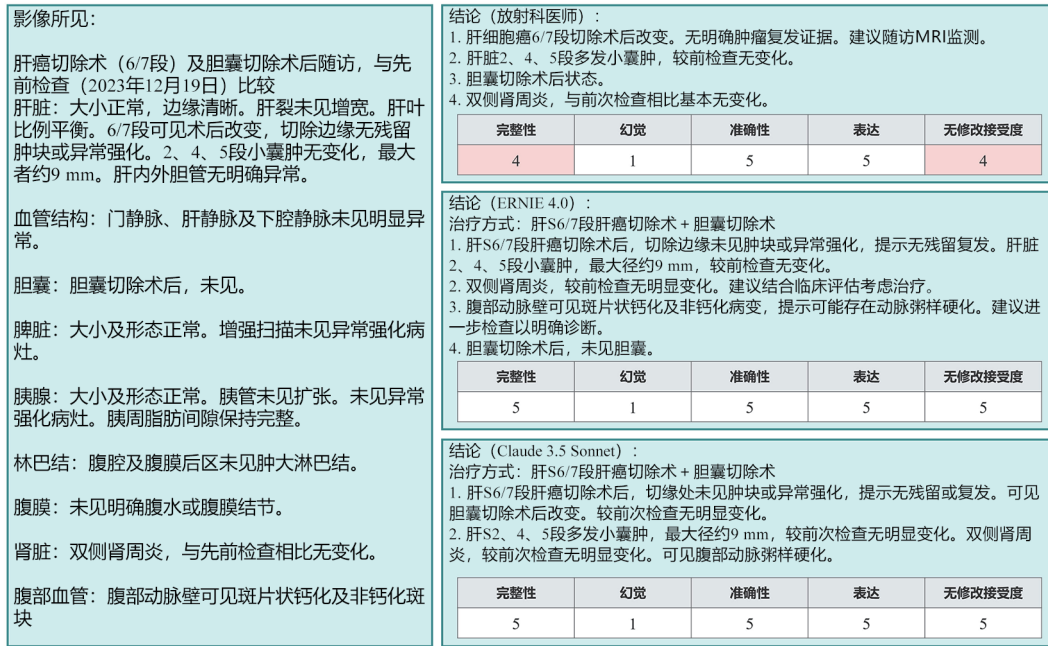 影像所见：
肝癌切除术（6/7段）及胆囊切除术后随访，与先
前检查（2023年12月19日）比较
肝脏：大小正常，边缘清晰。肝裂未见增宽。肝叶
比例平衡。6/7段可见术后改变，切除边缘无残留
肿块或异常强化。2、4、5段小囊肿无变化，最大
者约9 mm。肝内外胆管无明确异常。
血管结构：门静脉、肝静脉及下腔静脉未见明显异
常。
胆囊：胆囊切除术后，未见。
脾脏：大小及形态正常。增强扫描未见异常强化病
灶。
胰腺：大小及形态正常。胰管未见扩张。未见异常
强化病灶。胰周脂肪间隙保持完整。
林巴结：腹腔及腹膜后区未见肿大淋巴结。
腹膜：未见明确腹水或腹膜结节。
肾脏：双侧肾周炎，与先前检查相比无变化。
腹部血管：腹部动脉壁可见斑片状钙化及非钙化斑
块
结论（放射科医师）：
1. 肝细胞癌6/7段切除术后改变。无明确肿瘤复发证据。建议随访MRI监测。
2. 肝脏2、4、5段多发小囊肿，较前检查无变化。
3. 胆囊切除术后状态。
4. 双侧肾周炎，与前次检查相比基本无变化。
完整性 幻觉 准确性 表达 无修改接受度
4 1 5 5 4
结论（ERNIE 4.0）：
治疗方式：肝S6/7段肝癌切除术 + 胆囊切除术
1. 肝S6/7段肝癌切除术后，切除边缘未见肿块或异常强化，提示无残留复发。肝脏
2、4、5段小囊肿，最大径约9 mm，较前检查无变化。
2. 双侧肾周炎，较前检查无明显变化。建议结合临床评估考虑治疗。
3. 腹部动脉壁可见斑片状钙化及非钙化病变，提示可能存在动脉粥样硬化。建议进
一步检查以明确诊断。
4. 胆囊切除术后，未见胆囊。
完整性 幻觉 准确性 表达 无修改接受度
5 1 5 5 5
结论（Claude 3.5 Sonnet）：
治疗方式：肝S6/7段肝癌切除术 + 胆囊切除术
1. 肝S6/7段肝癌切除术后，切缘处未见肿块或异常强化，提示无残留或复发。可见
胆囊切除术后改变。较前次检查无明显变化。
2. 肝S2、4、5段多发小囊肿，最大径约9 mm，较前次检查无明显变化。双侧肾周
炎，较前次检查无明显变化。可见腹部动脉粥样硬化。
完整性 幻觉 准确性 表达 无修改接受度
5 1 5 5 5